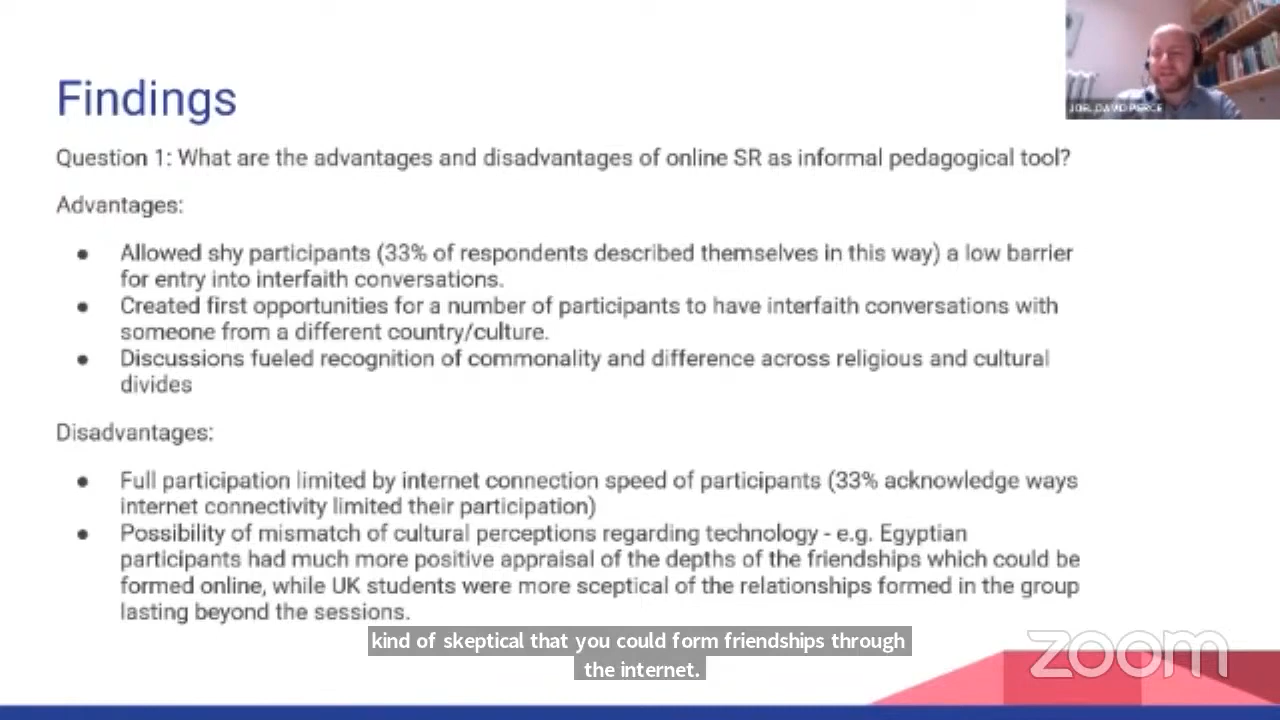 JOEL DAVID PIERCE
Findings
Question 1: What are the advantages and disadvantages of online SR as informal pedagogical tool?
Advantages:
● Allowed shy participants (33% of respondents described themselves in this way) a low barrier
for entry into interfaith conversations.
● Created first opportunities for a number of participants to have interfaith conversations with
someone from a different country/culture.
● Discussions fueled recognition of commonality and difference across religious and cultural
divides
Disadvantages:
● Full participation limited by internet connection speed of participants (33% acknowledge ways
internet connectivity limited their participation)
● Possibility of mismatch of cultural perceptions regarding technology - e.g. Egyptian
participants had much more positive appraisal of the depths of the friendships which could be
formed online, while UK students were more sceptical of the relationships formed in the group
lasting beyond the sessions.
kind of skeptical that you could form friendships through
the internet.
zoom